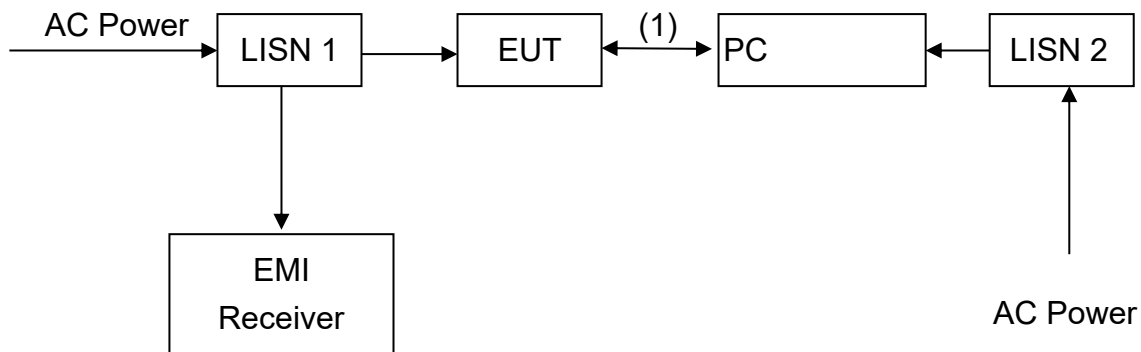 AC Power
LISN 1
EUT
(1)
PC
LISN 2
EMI
Receiver
AC Power